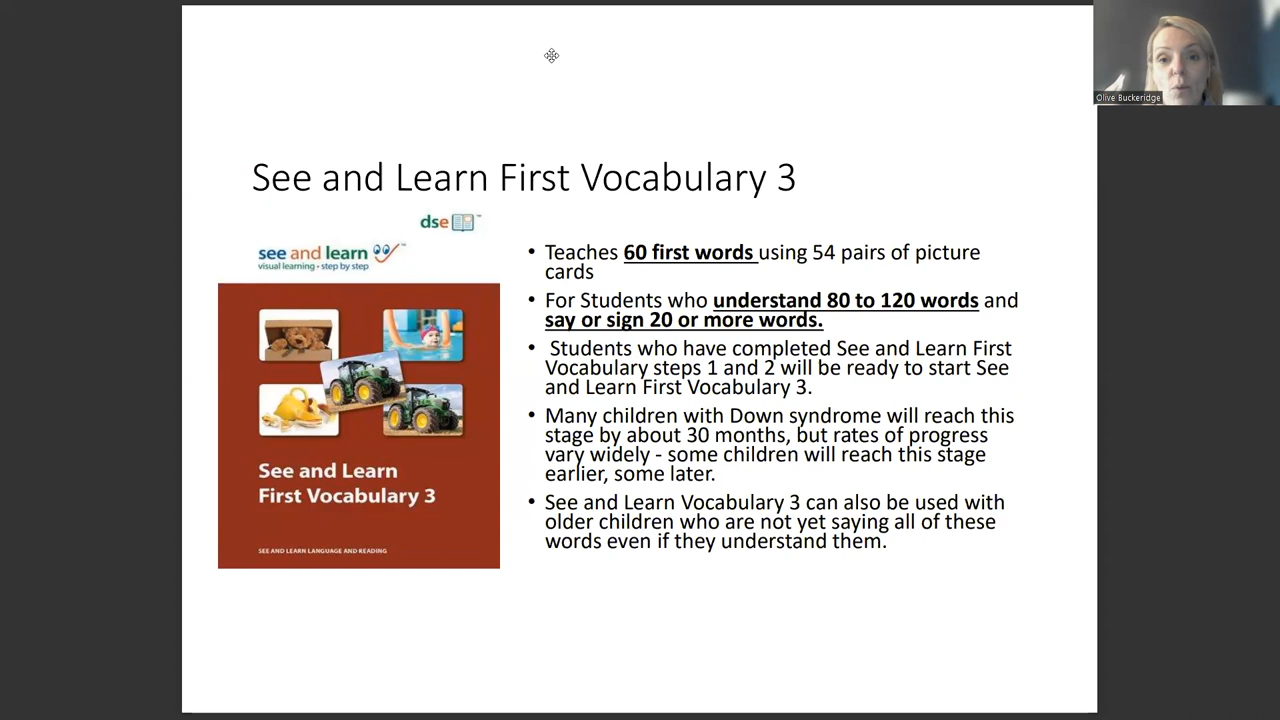 Olive Buckeridge
See and Learn First Vocabulary 3
dse™
see and learn™
visual learning • step by step
See and Learn
First Vocabulary 3
SEE AND LEARN LANGUAGE AND READING
• Teaches 60 first words using 54 pairs of picture
cards
• For Students who understand 80 to 120 words and
say or sign 20 or more words.
• Students who have completed See and Learn First
Vocabulary steps 1 and 2 will be ready to start See
and Learn First Vocabulary 3.
• Many children with Down syndrome will reach this
stage by about 30 months, but rates of progress
vary widely - some children will reach this stage
earlier, some later.
• See and Learn Vocabulary 3 can also be used with
older children who are not yet saying all of these
words even if they understand them.